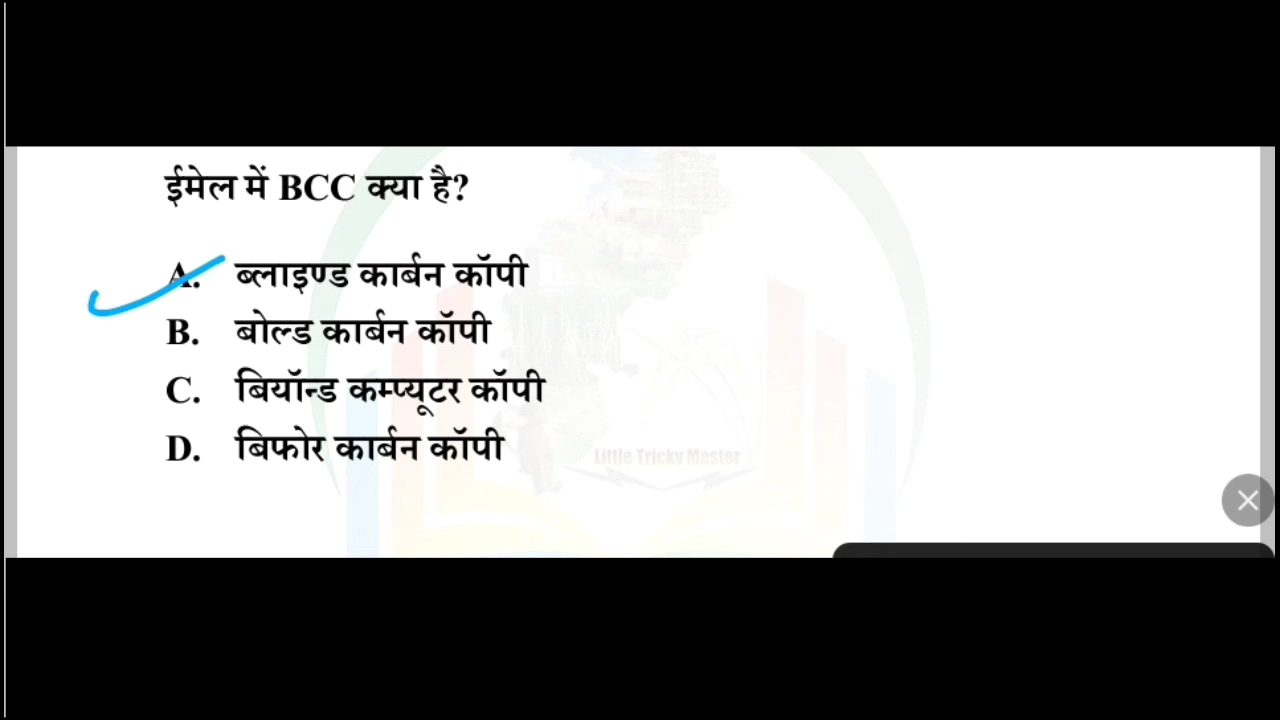 ईमेल में BCC क्या है?
A. ब्लाइण्ड कार्बन कॉपी
B. बोल्ड कार्बन कॉपी
C. बियॉन्ड कम्प्यूटर कॉपी
D. बिफोर कार्बन कॉपी
Little Tricky Master